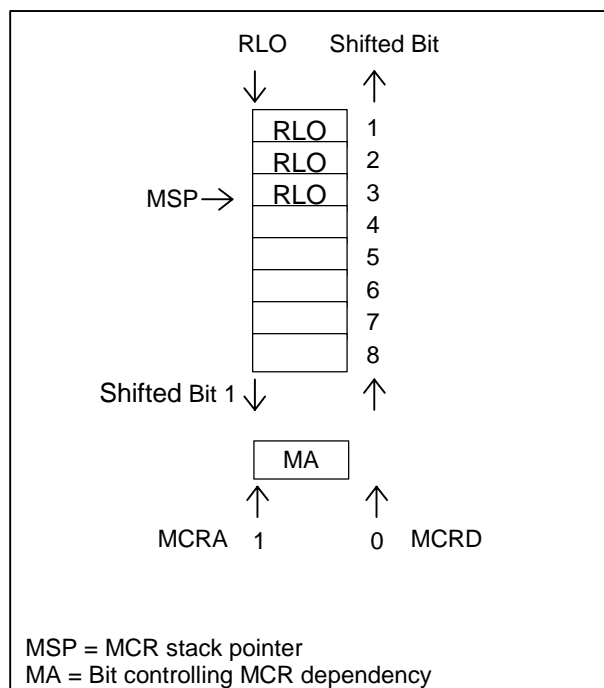 RLO Shifted Bit
RLO 1
RLO 2
MSP RLO 3
4
5
6
7
8
Shifted Bit 1
MA
MCRA 1 0 MCRD
MSP = MCR stack pointer
MA = Bit controlling MCR dependency